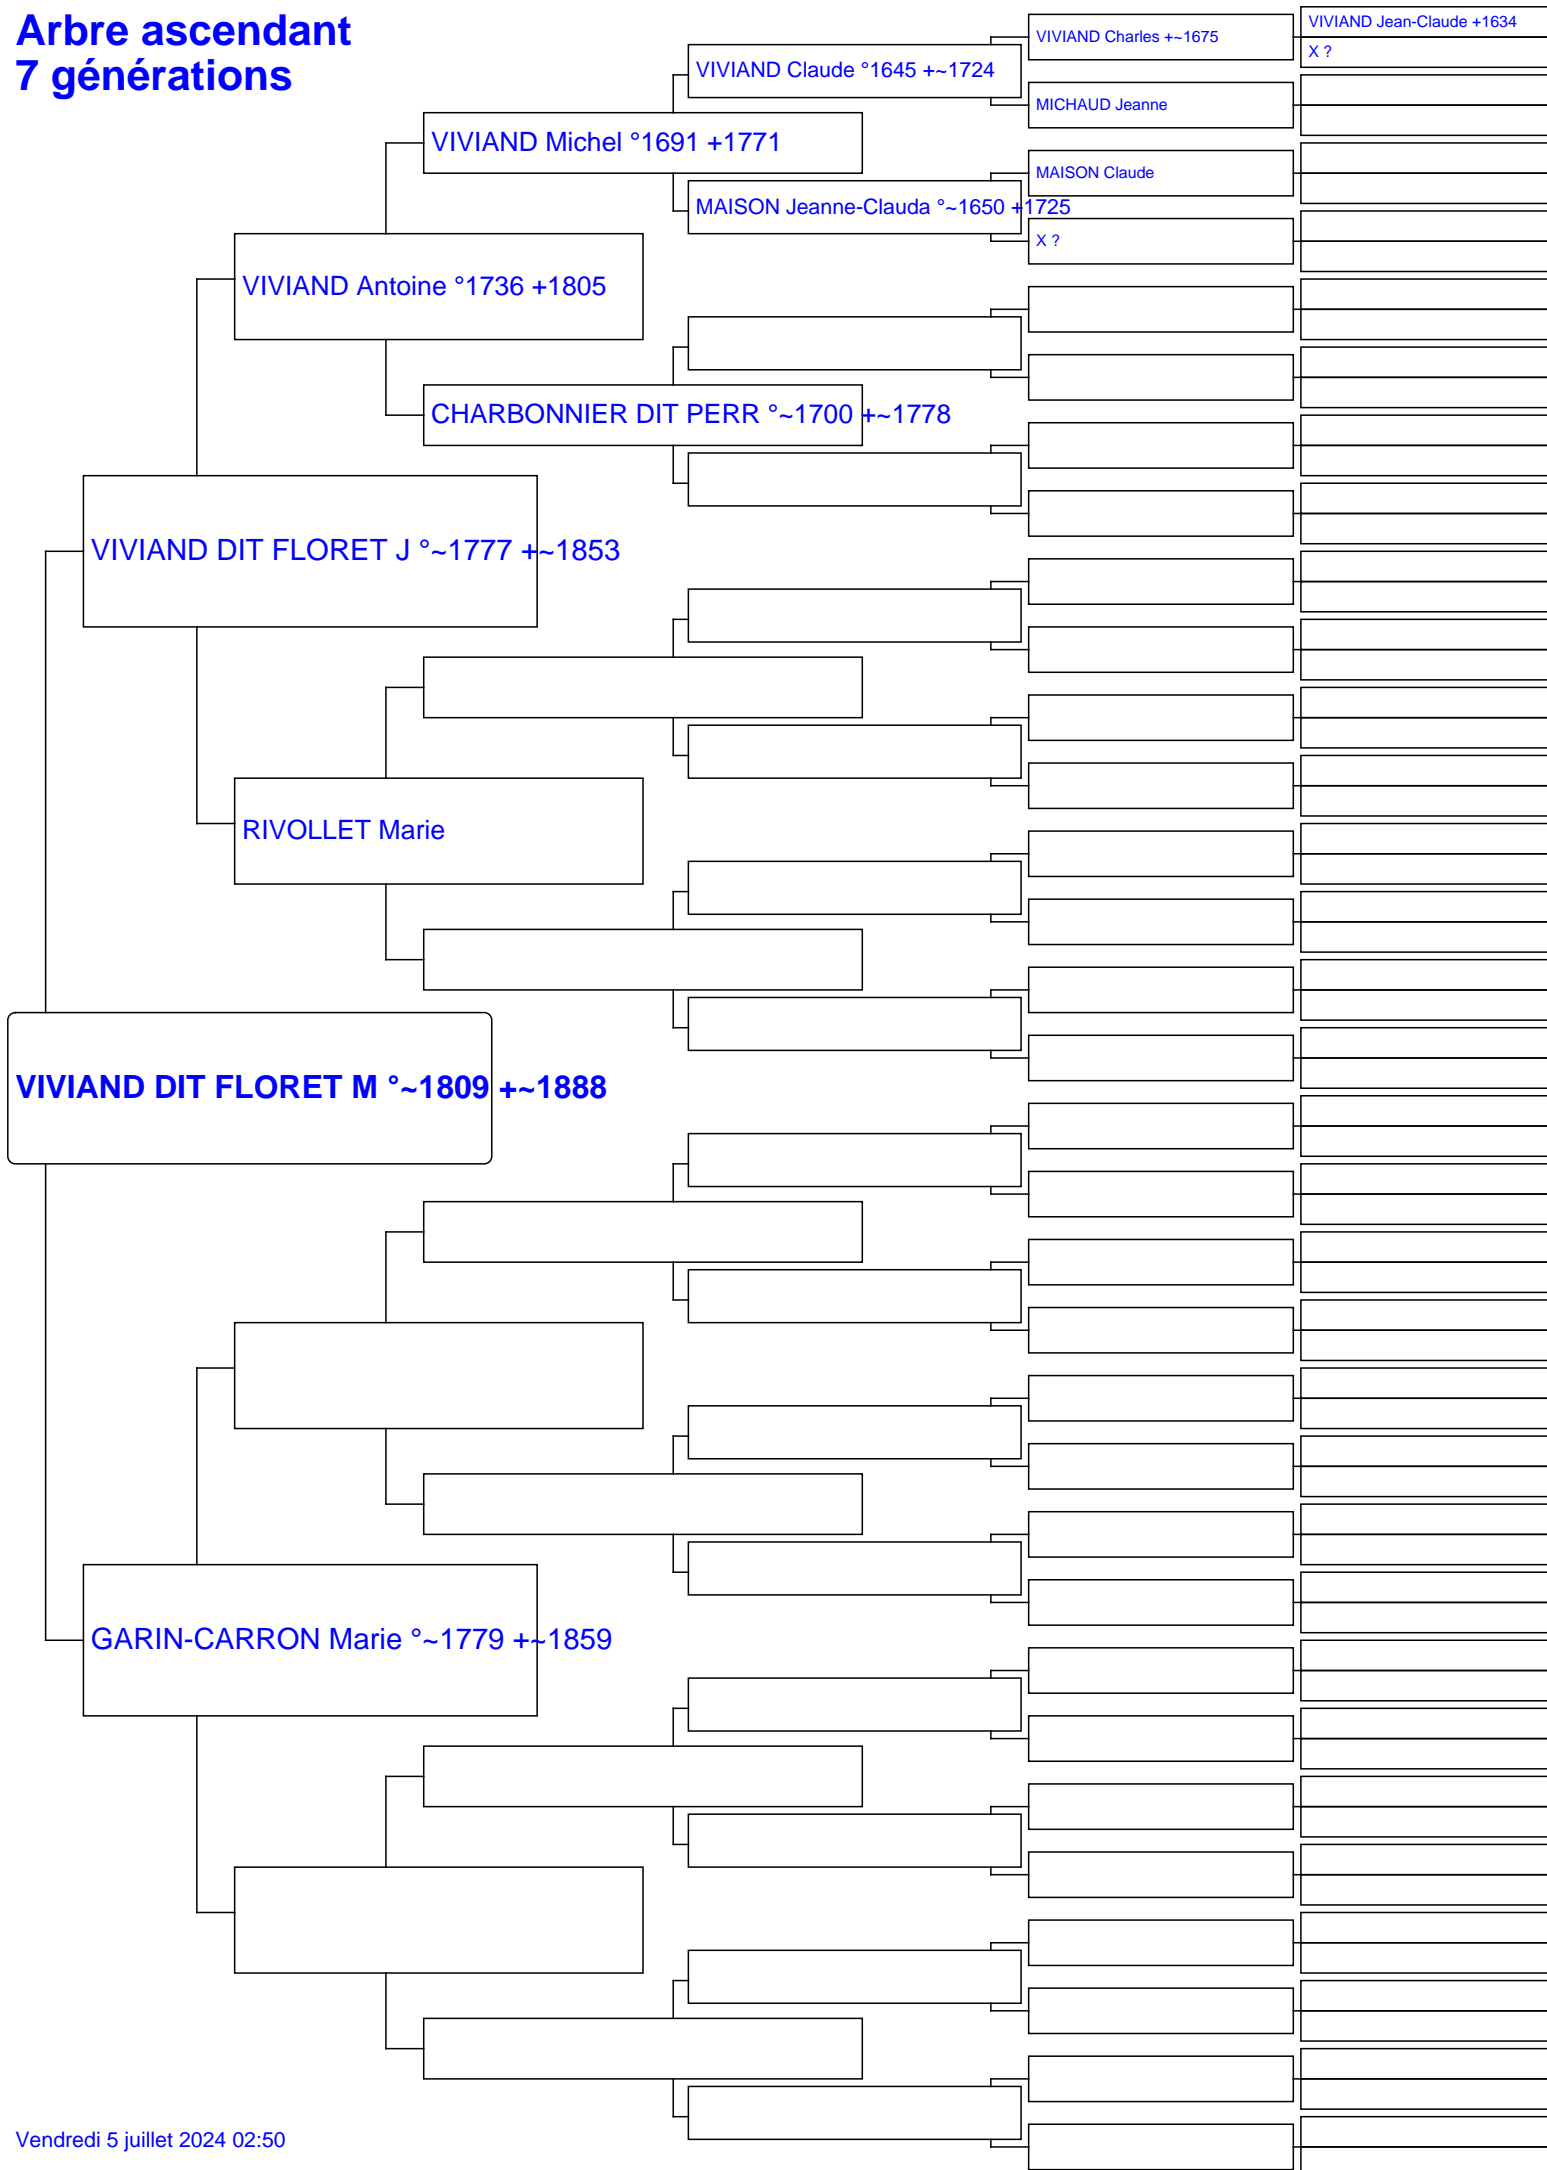 Arbre ascendant
7 générations
VIVIAND Jean-Claude +1634
X ?
VIVIAND Charles +~1675
VIVIAND Claude °1645 +~1724
MICHAUD Jeanne
VIVIAND Michel °1691 +1771
MAISON Claude
MAISON Jeanne-Clauda °~1650 +1725
X ?
VIVIAND Antoine °1736 +1805
CHARBONNIER DIT PERR °~1700 +~1778
VIVIAND DIT FLORET J °~1777 +~1853
RIVOLLET Marie
VIVIAND DIT FLORET M °~1809 +~1888
GARIN-CARRON Marie °~1779 +~1859
Vendredi 5 juillet 2024 02:50